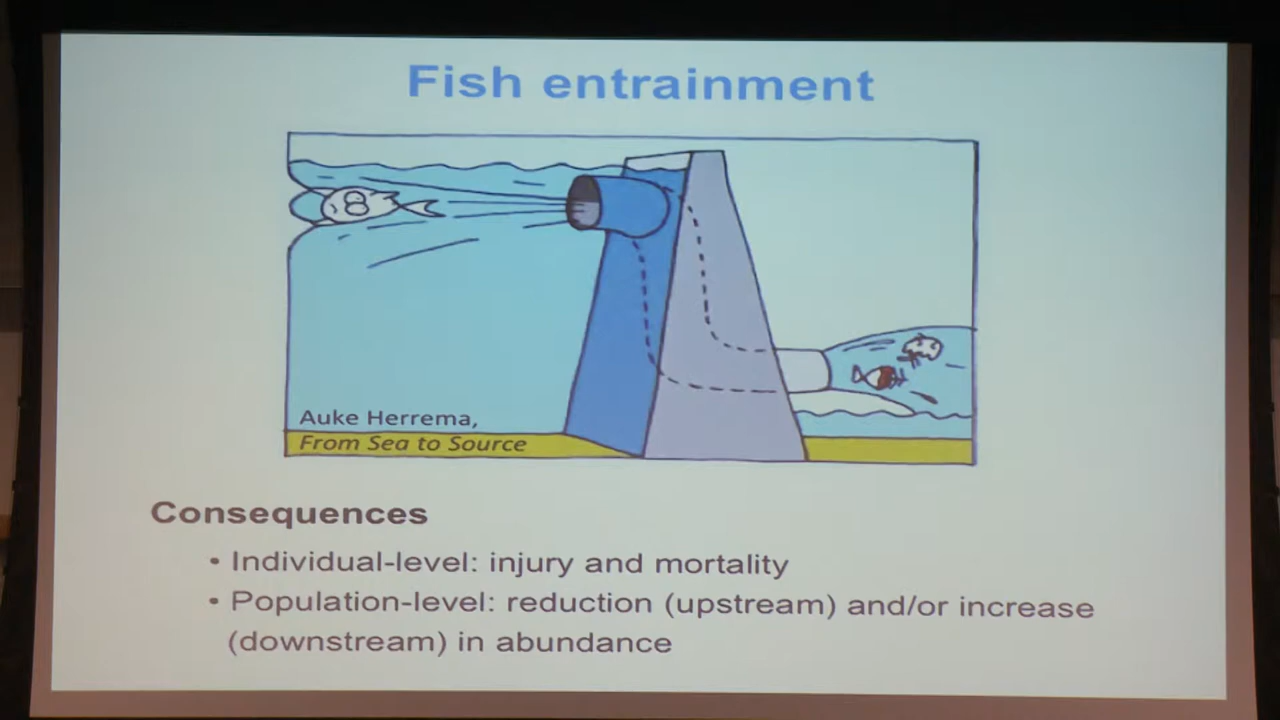 Fish entrainment
Auke Herrema,
From Sea to Source
Consequences
• Individual-level: injury and mortality
• Population-level: reduction (upstream) and/or increase
(downstream) in abundance